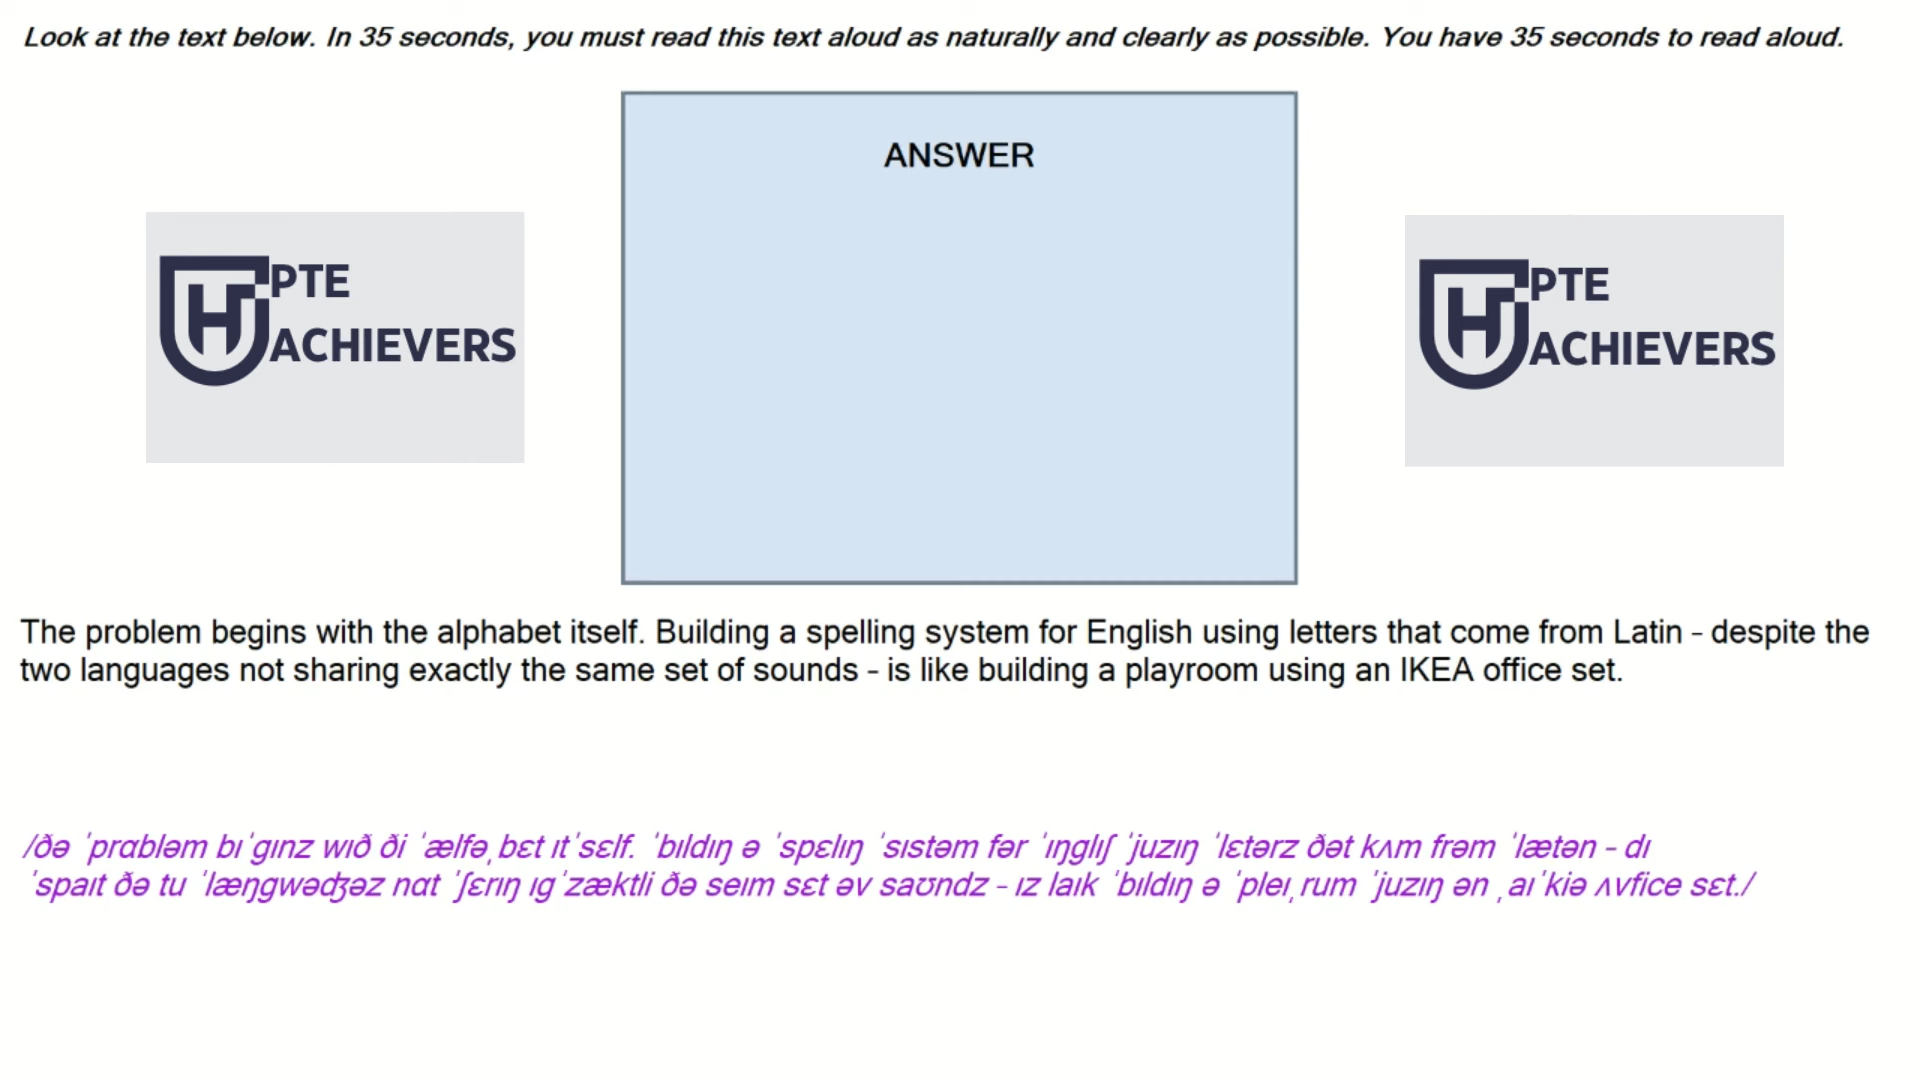 Look at the text below. In 35 seconds, you must read this text aloud as naturally and clearly as possible. You have 35 seconds to read aloud.
ANSWER
PTE
ACHIEVERS
PTE
ACHIEVERS
The problem begins with the alphabet itself. Building a spelling system for English using letters that come from Latin - despite the
two languages not sharing exactly the same set of sounds - is like building a playroom using an IKEA office set.
/ðə ˈprɑbləm bɪˈgɪnz wɪð ði ˈælfəˌbɛt ɪtˈsɛlf. ˈbɪldɪŋ ə ˈspɛlɪŋ ˈsɪstəm fər ˈɪŋglɪʃ ˈjuzɪŋ ˈlɛtərz ðət kʌm frəm ˈlætən - dɪ
ˈspaɪt ðə tu ˈlæŋgwəʤəz nɑt ˈʃɛrɪŋ ɪgˈzæktli ðə seɪm sɛt əv saʊndz - ɪz laɪk ˈbɪldɪŋ ə ˈpleɪˌrum ˈjuzɪŋ ən ˌaɪˈkiə ʌvfice sɛt./